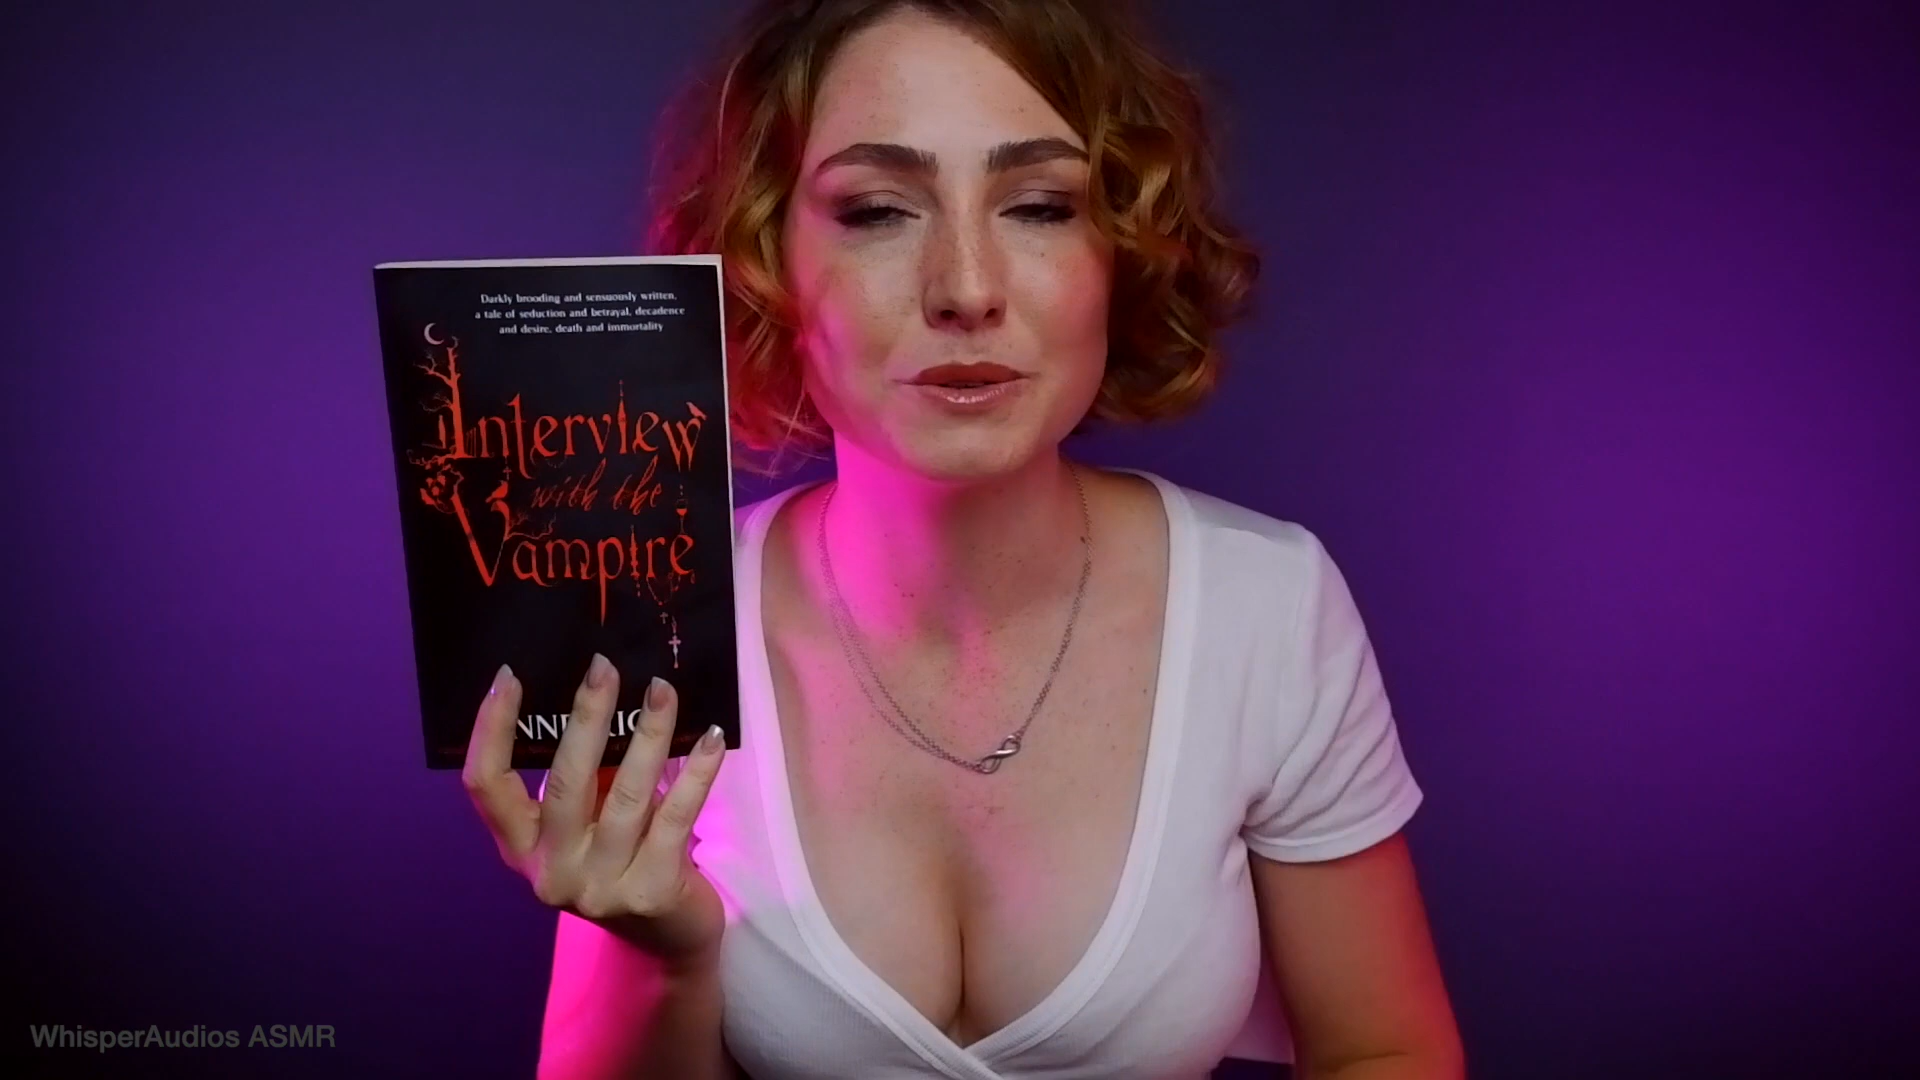 Darkly brooding and sensuously written,
a tale of seduction and betrayal, decadence
and desire, death and immortality
Interview
with the
Vampire
WhisperAudios ASMR